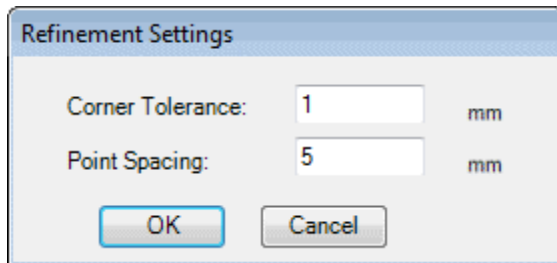 Refinement Settings
Corner Tolerance: 1 mm
Point Spacing: 5 mm
OK Cancel